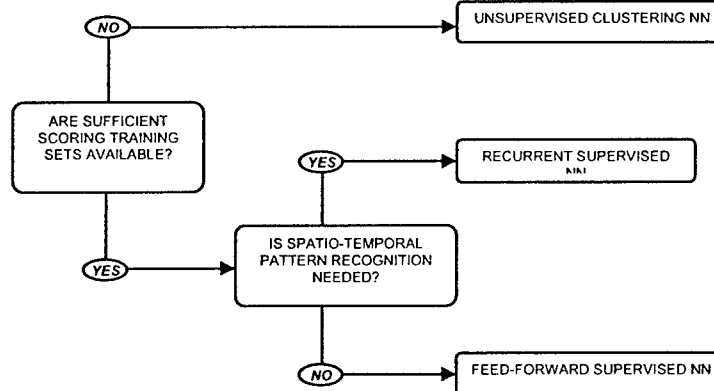 NO
UNSUPERVISED CLUSTERING NN
ARE SUFFICIENT
SCORING TRAINING
SETS AVAILABLE?
YES
RECURRENT SUPERVISED
NN
IS SPATIO-TEMPORAL
PATTERN RECOGNITION
NEEDED?
YES
NO
FEED-FORWARD SUPERVISED NN